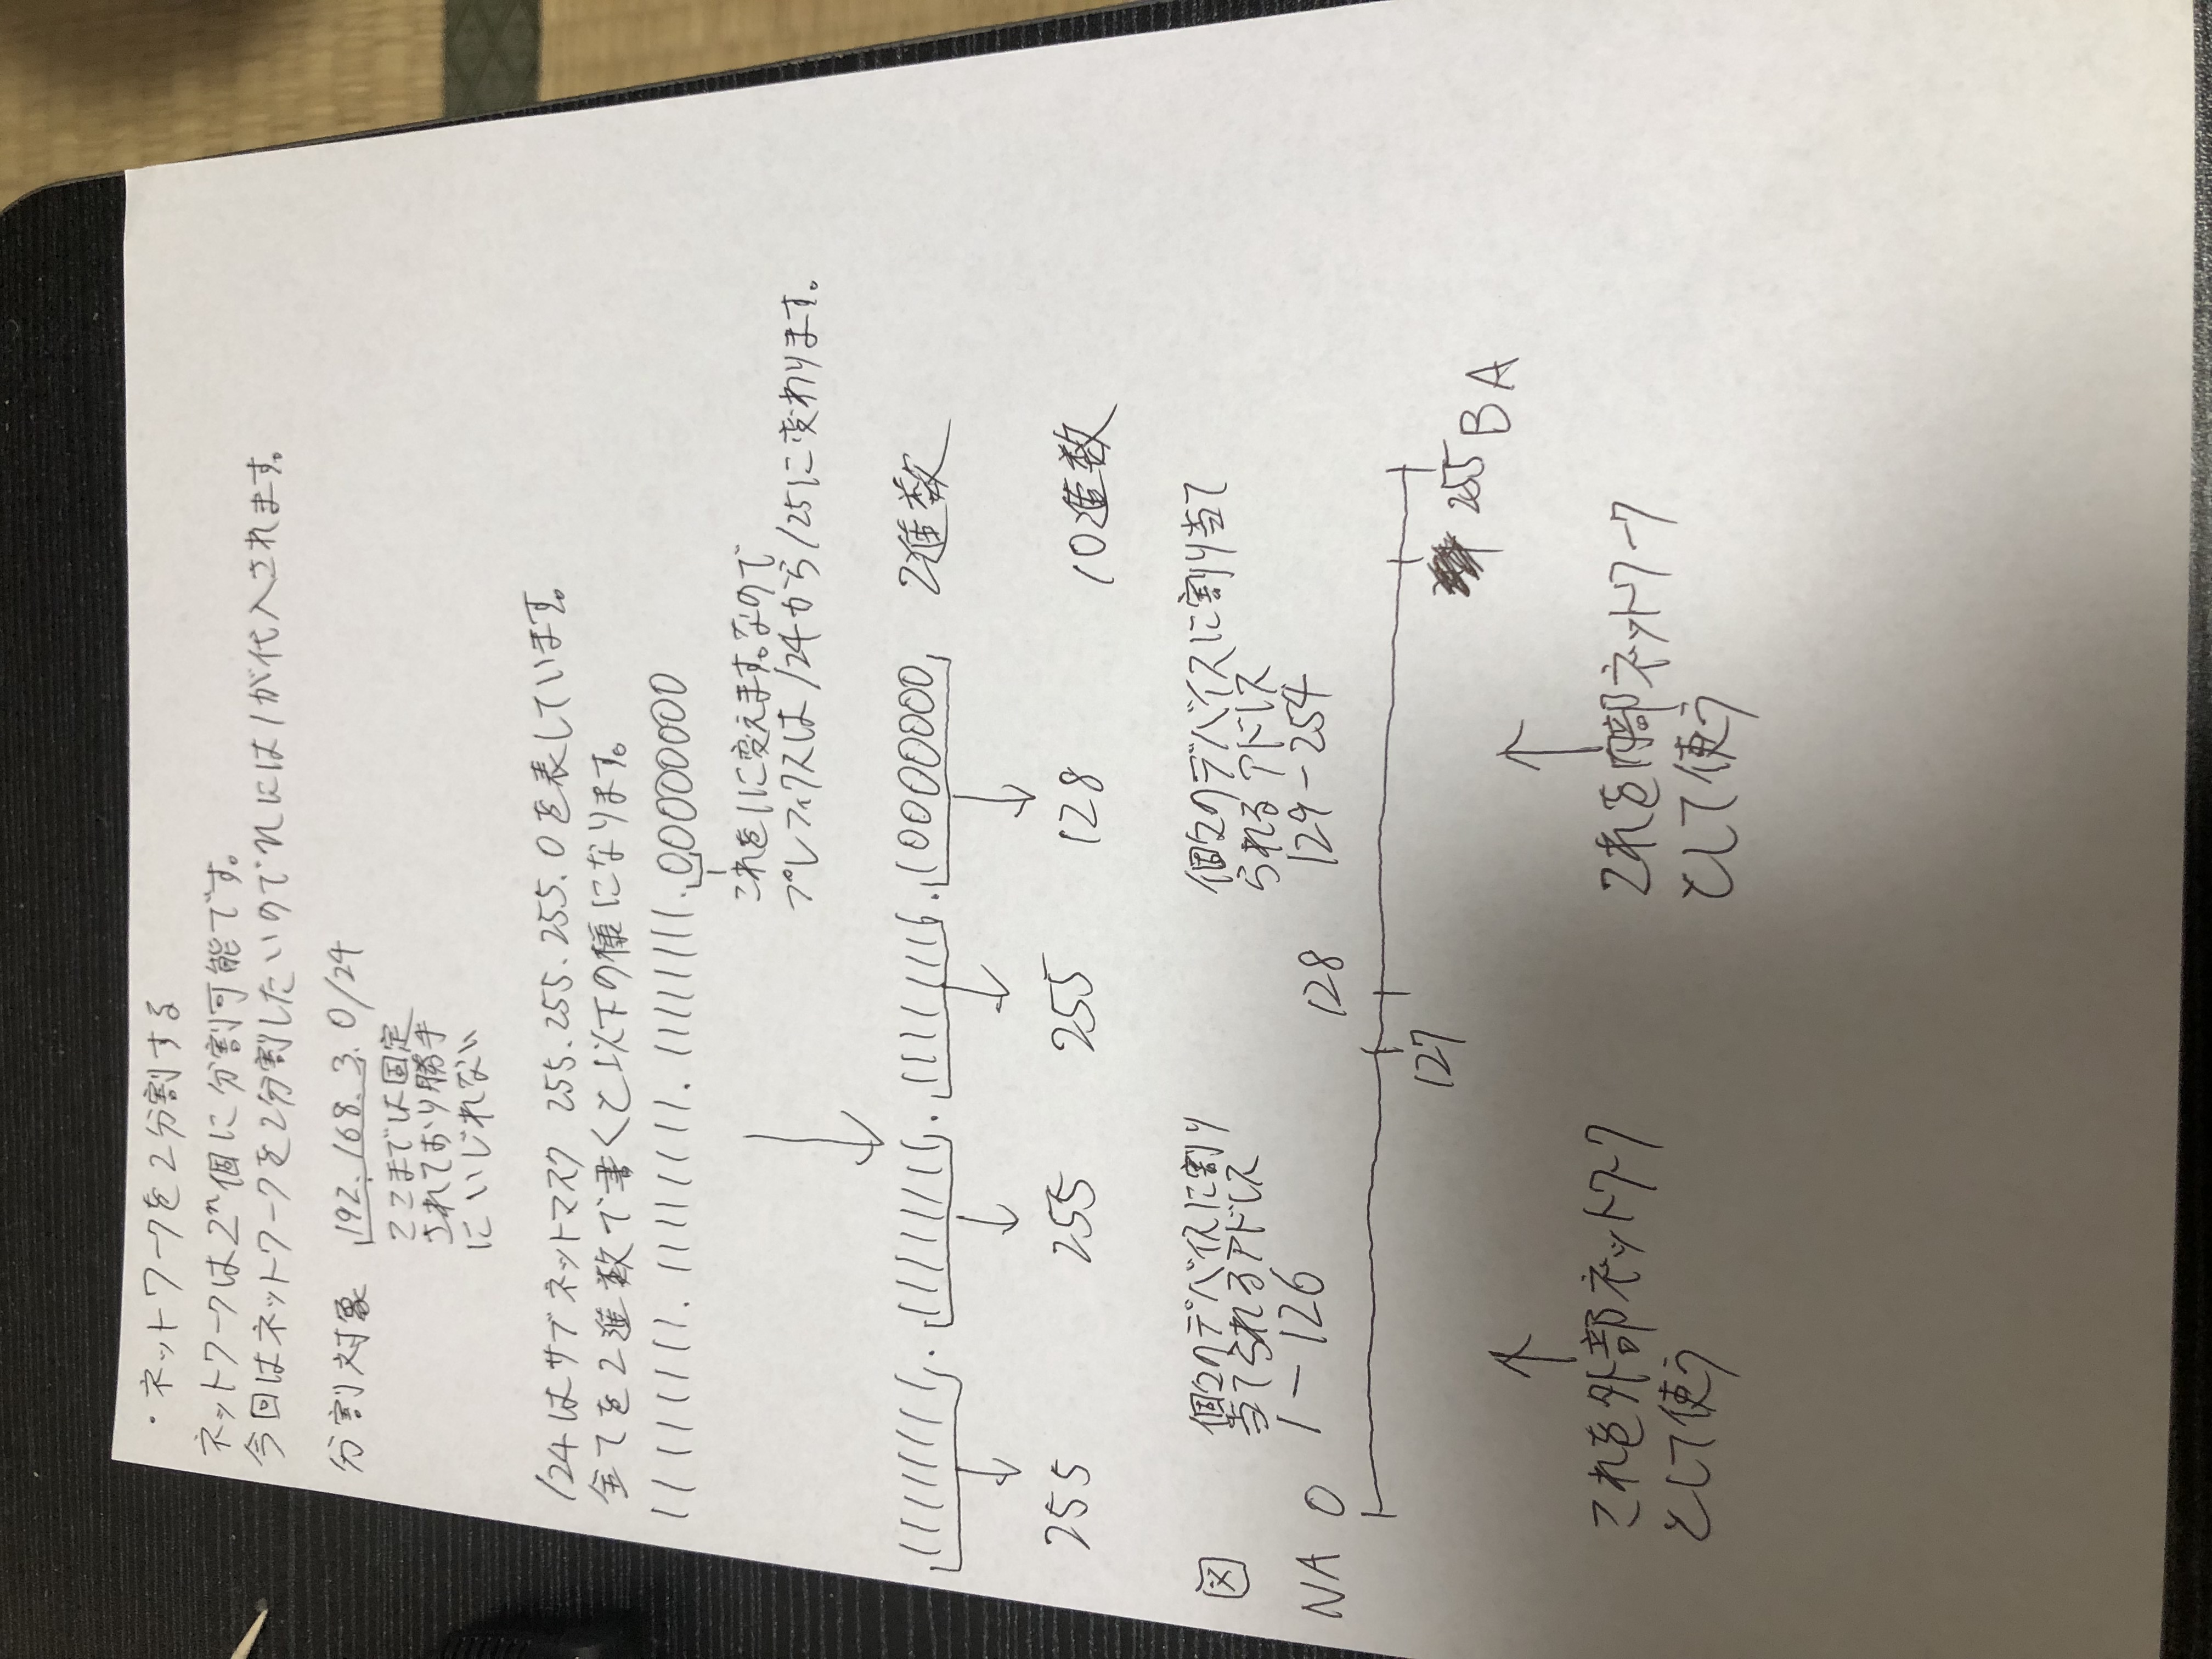 ・ネットワークを2分割する
ネットワークは2ⁿ個に分割可能です。
今回はネットワークを2分割したいのでnには1が代入されます。
分割対象 192.168.3.0/24
ここまでは固定
されており勝手
にいじれない
/24はサブネットマスク 255.255.255.0を表しています。
全てを2進数で書くと以下の様になります。
11111111.11111111.11111111.00000000
これを1に変えます。なので
プレフィクスは/24から/25に変わります。
11111111.11111111.11111111.10000000 2進数
255 255 255 128 10進数
図
個々のデバイスに割り
当てられるアドレス
1-126
個々のデバイスに割り当て
られるアドレス
129-254
NA 0 128
127 255 BA
これを外部ネットワーク
として使う
これを内部ネットワーク
として使う